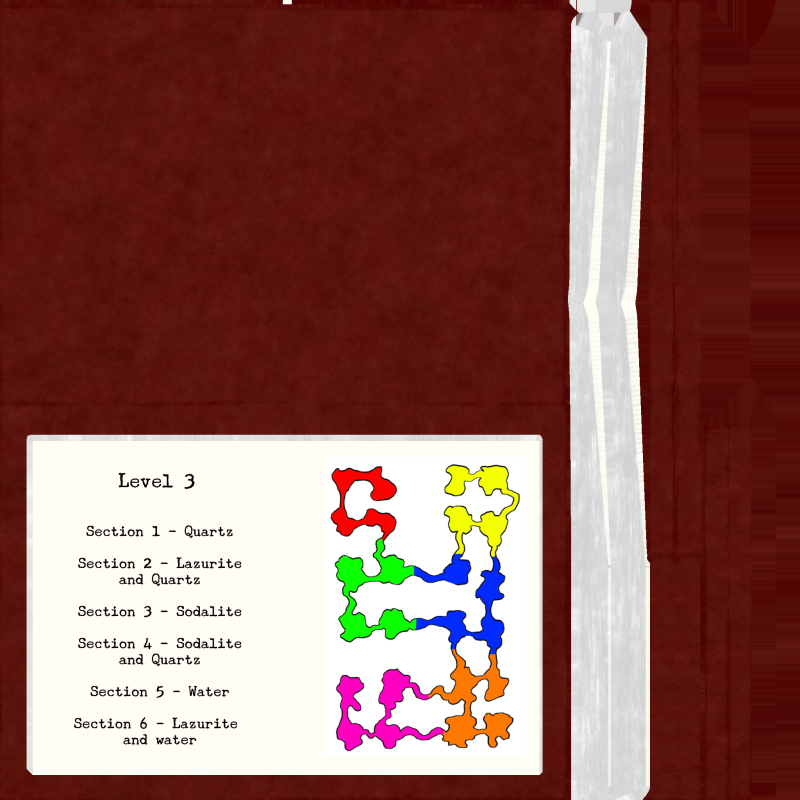 Level 3
Section 1 - Quartz
Section 2 - Lazurite
and Quartz
Section 3 - Sodalite
Section 4 - Sodalite
and Quartz
Section 5 - Water
Section 6 - Lazurite
and water